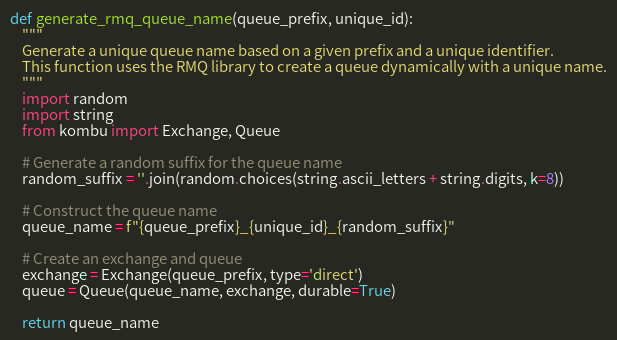 def generate_rmq_queue_name(queue_prefix, unique_id):
    """
    Generate a unique queue name based on a given prefix and a unique identifier.
    This function uses the RMQ library to create a queue dynamically with a unique name.
    """
    import random
    import string
    from kombu import Exchange, Queue

    # Generate a random suffix for the queue name
    random_suffix = ''.join(random.choices(string.ascii_letters + string.digits, k=8))

    # Construct the queue name
    queue_name = f"{queue_prefix}_{unique_id}_{random_suffix}"

    # Create an exchange and queue
    exchange = Exchange(queue_prefix, type='direct')
    queue = Queue(queue_name, exchange, durable=True)

    return queue_name